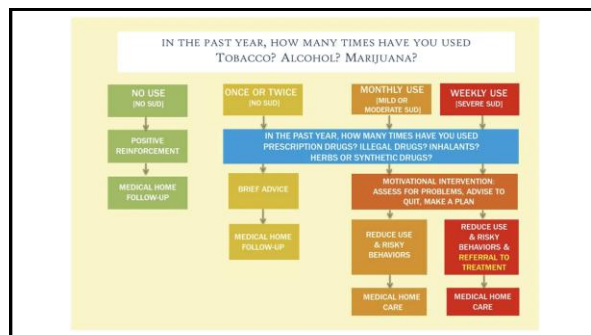 IN THE PAST YEAR, HOW MANY TIMES HAVE YOU USED
TOBACCO? ALCOHOL? MARIJUANA?
NO USE
[NO SUD]
ONCE OR TWICE
[NO SUD]
MONTHLY USE
[MILD OR
MODERATE SUD]
WEEKLY USE
[SEVERE SUD]
POSITIVE
REINFORCEMENT
IN THE PAST YEAR, HOW MANY TIMES HAVE YOU USED
PRESCRIPTION DRUGS? ILLEGAL DRUGS? INHALANTS?
HERBS OR SYNTHETIC DRUGS?
MEDICAL HOME
FOLLOW-UP
BRIEF ADVICE
MOTIVATIONAL INTERVENTION:
ASSESS FOR PROBLEMS, ADVISE TO
QUIT, MAKE A PLAN
MEDICAL HOME
FOLLOW-UP
REDUCE USE
& RISKY
BEHAVIORS
REDUCE USE
& RISKY
BEHAVIORS &
REFERRAL TO
TREATMENT
MEDICAL HOME
CARE
MEDICAL HOME
CARE